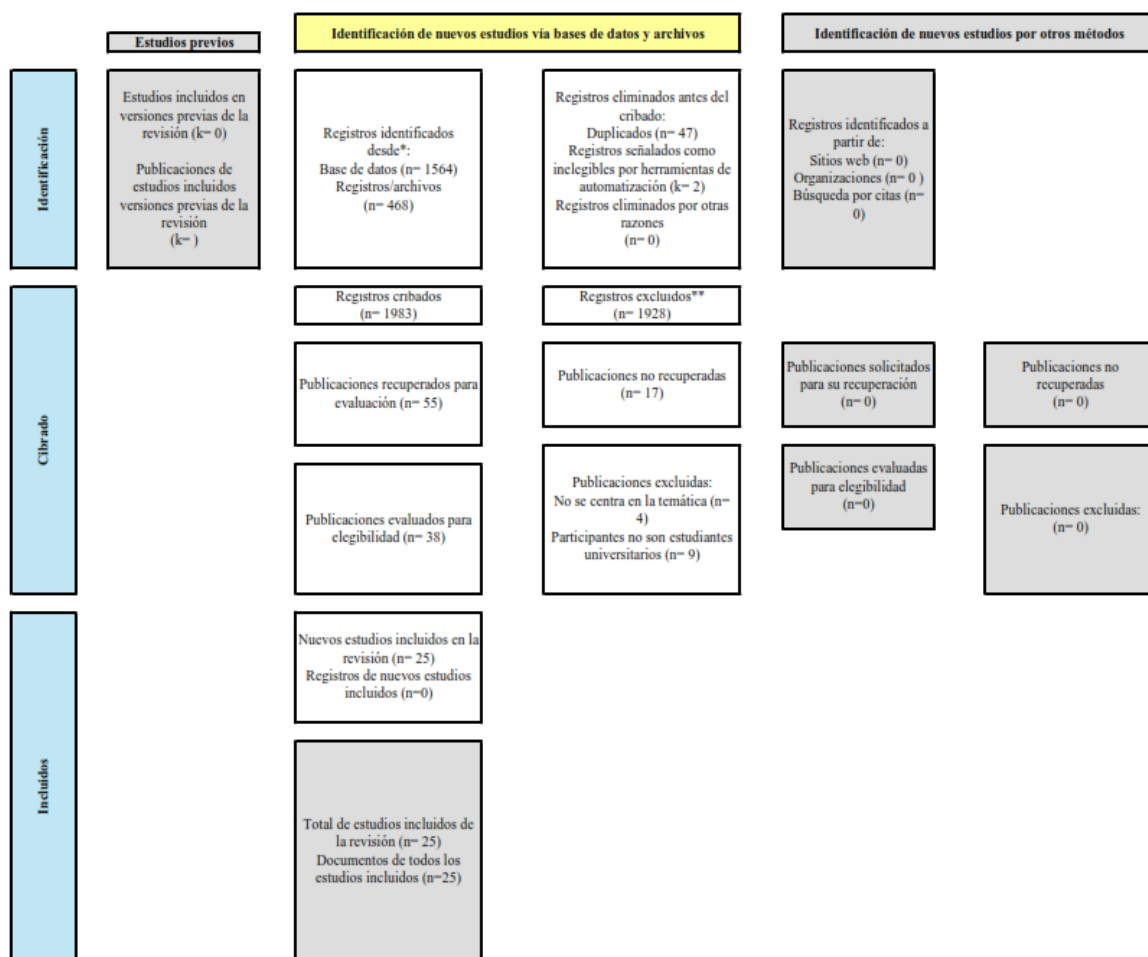 Estudios previos
Identificación de nuevos estudios vía bases de datos y archivos
Identificación de nuevos estudios por otros métodos
Identificación
Estudios incluidos en
versiones previas de la
revisión (k= 0)
Publicaciones de
estudios incluidos
versiones previas de la
revisión
(k= )
Registros identificados
desde*:
Base de datos (n= 1564)
Registros/archivos
(n= 468)
Registros eliminados antes del
cribado:
Duplicados (n= 47)
Registros señalados como
inelegibles por herramientas de
automatización (k= 2)
Registros eliminados por otras
razones
(n= 0)
Registros identificados a
partir de:
Sitios web (n= 0)
Organizaciones (n= 0 )
Búsqueda por citas (n=
0)
Cibrado
Registros cribados
(n= 1983)
Registros excluidos**
(n= 1928)
Publicaciones recuperados para
evaluación (n= 55)
Publicaciones no recuperadas
(n= 17)
Publicaciones solicitados
para su recuperación
(n= 0)
Publicaciones no
recuperadas
(n= 0)
Publicaciones evaluados para
elegibilidad (n= 38)
Publicaciones excluidas:
No se centra en la temática (n=
4)
Participantes no son estudiantes
universitarios (n= 9)
Publicaciones evaluadas
para elegibilidad
(n=0)
Publicaciones excluidas:
(n= 0)
Incluidos
Nuevos estudios incluidos en la
revisión (n= 25)
Registros de nuevos estudios
incluidos (n=0)
Total de estudios incluidos de
la revisión (n= 25)
Documentos de todos los
estudios incluidos (n=25)